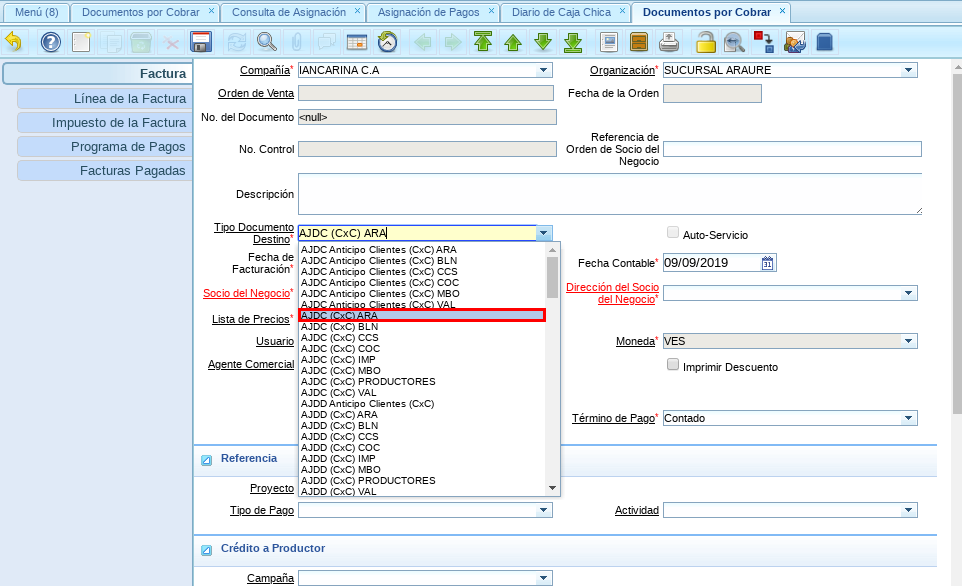 Menú (8)
Documentos por Cobrar
Consulta de Asignación
Asignación de Pagos
Diario de Caja Chica
Documentos por Cobrar
Factura
Línea de la Factura
Impuesto de la Factura
Programa de Pagos
Facturas Pagadas
Compañía* IANCARINA C.A
Organización* SUCURSAL ARAURE
Orden de Venta
Fecha de la Orden
No. del Documento <null>
No. Control
Referencia de
Orden de Socio del
Negocio
Descripción
Tipo Documento
Destino* AJDC (CxC) ARA
Auto-Servicio
Fecha de
Facturación*
Fecha Contable* 09/09/2019
31
Socio del Negocio*
Dirección del Socio
del Negocio*
Lista de Precios*
Usuario
Moneda* VES
Agente Comercial
Imprimir Descuento
Término de Pago* Contado
AJDC Anticipo Clientes (CxC) ARA
AJDC Anticipo Clientes (CxC) BLN
AJDC Anticipo Clientes (CxC) CCS
AJDC Anticipo Clientes (CxC) COC
AJDC Anticipo Clientes (CxC) MBO
AJDC Anticipo Clientes (CxC) VAL
AJDC (CxC) ARA
AJDC (CxC) BLN
AJDC (CxC) CCS
AJDC (CxC) COC
AJDC (CxC) IMP
AJDC (CxC) MBO
AJDC (CxC) PRODUCTORES
AJDC (CxC) VAL
AJDD Anticipo Clientes (CxC)
AJDD (CxC) ARA
AJDD (CxC) BLN
AJDD (CxC) CCS
AJDD (CxC) COC
AJDD (CxC) IMP
AJDD (CxC) MBO
AJDD (CxC) PRODUCTORES
AJDD (CxC) VAL
Referencia
Proyecto
Tipo de Pago
Actividad
Crédito a Productor
Campaña